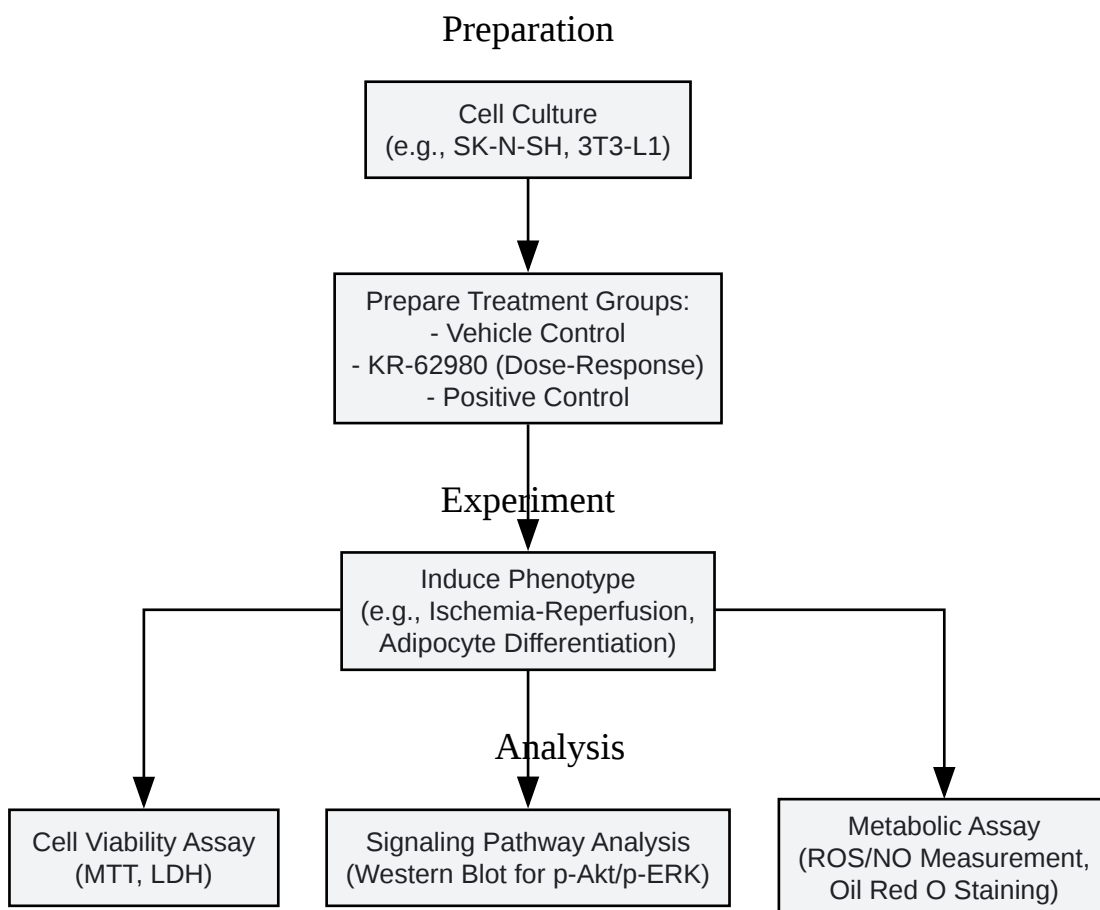 Preparation
Cell Culture
(e.g., SK-N-SH, 3T3-L1)
Prepare Treatment Groups:
- Vehicle Control
- KR-62980 (Dose-Response)
- Positive Control
Experiment
Induce Phenotype
(e.g., Ischemia-Reperfusion,
Adipocyte Differentiation)
Analysis
Cell Viability Assay
(MTT, LDH)
Signaling Pathway Analysis
(Western Blot for p-Akt/p-ERK)
Metabolic Assay
(ROS/NO Measurement,
Oil Red O Staining)